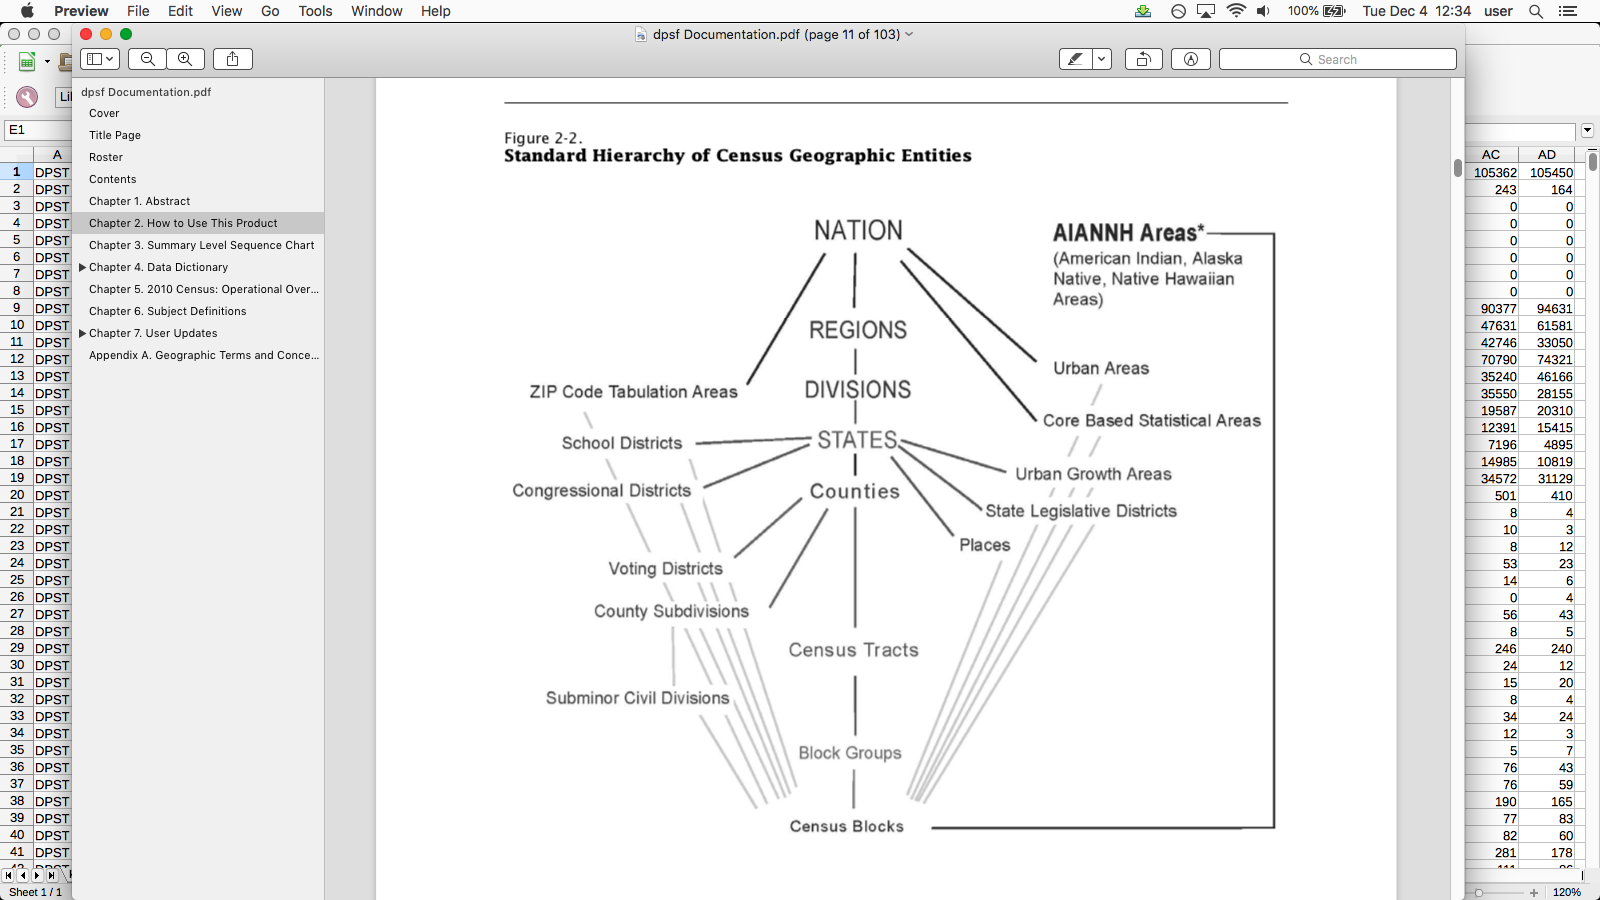 Preview File Edit View Go Tools Window Help 100% Tue Dec 4 12:34 user
dpsf Documentation.pdf (page 11 of 103)
Search
Li
E1
dpsf Documentation.pdf
Cover
Title Page
Roster
Contents
Chapter 1. Abstract
Chapter 2. How to Use This Product
Chapter 3. Summary Level Sequence Chart
Chapter 4. Data Dictionary
Chapter 5. 2010 Census: Operational Over...
Chapter 6. Subject Definitions
Chapter 7. User Updates
Appendix A. Geographic Terms and Conce...
Figure 2-2.
Standard Hierarchy of Census Geographic Entities
NATION
AIANNH Areas*
(American Indian, Alaska
Native, Native Hawaiian
Areas)
REGIONS
Urban Areas
ZIP Code Tabulation Areas
DIVISIONS
Core Based Statistical Areas
School Districts
STATES
Urban Growth Areas
Congressional Districts
Counties
State Legislative Districts
Places
Voting Districts
County Subdivisions
Census Tracts
Subminor Civil Divisions
Block Groups
Census Blocks
A AC AD
1 DPST 105362 105450
2 DPST 243 164
3 DPST 0 0
4 DPST 0 0
5 DPST 0 0
6 DPST 0 0
7 DPST 0 0
8 DPST 0 0
9 DPST 90377 94631
10 DPST 47631 61581
11 DPST 42746 33050
12 DPST 70790 74321
13 DPST 35240 46166
14 DPST 35550 28155
15 DPST 19587 20310
16 DPST 12391 15415
17 DPST 7196 4895
18 DPST 14985 10819
19 DPST 34572 31129
20 DPST 501 410
21 DPST 8 4
22 DPST 10 3
23 DPST 8 12
24 DPST 53 23
25 DPST 14 6
26 DPST 0 4
27 DPST 56 43
28 DPST 8 5
29 DPST 246 240
30 DPST 24 12
31 DPST 15 20
32 DPST 8 4
33 DPST 34 24
34 DPST 12 3
35 DPST 5 7
36 DPST 76 43
37 DPST 76 59
38 DPST 190 165
39 DPST 77 83
40 DPST 82 60
41 DPST 281 178
Sheet 1 / 1 120%